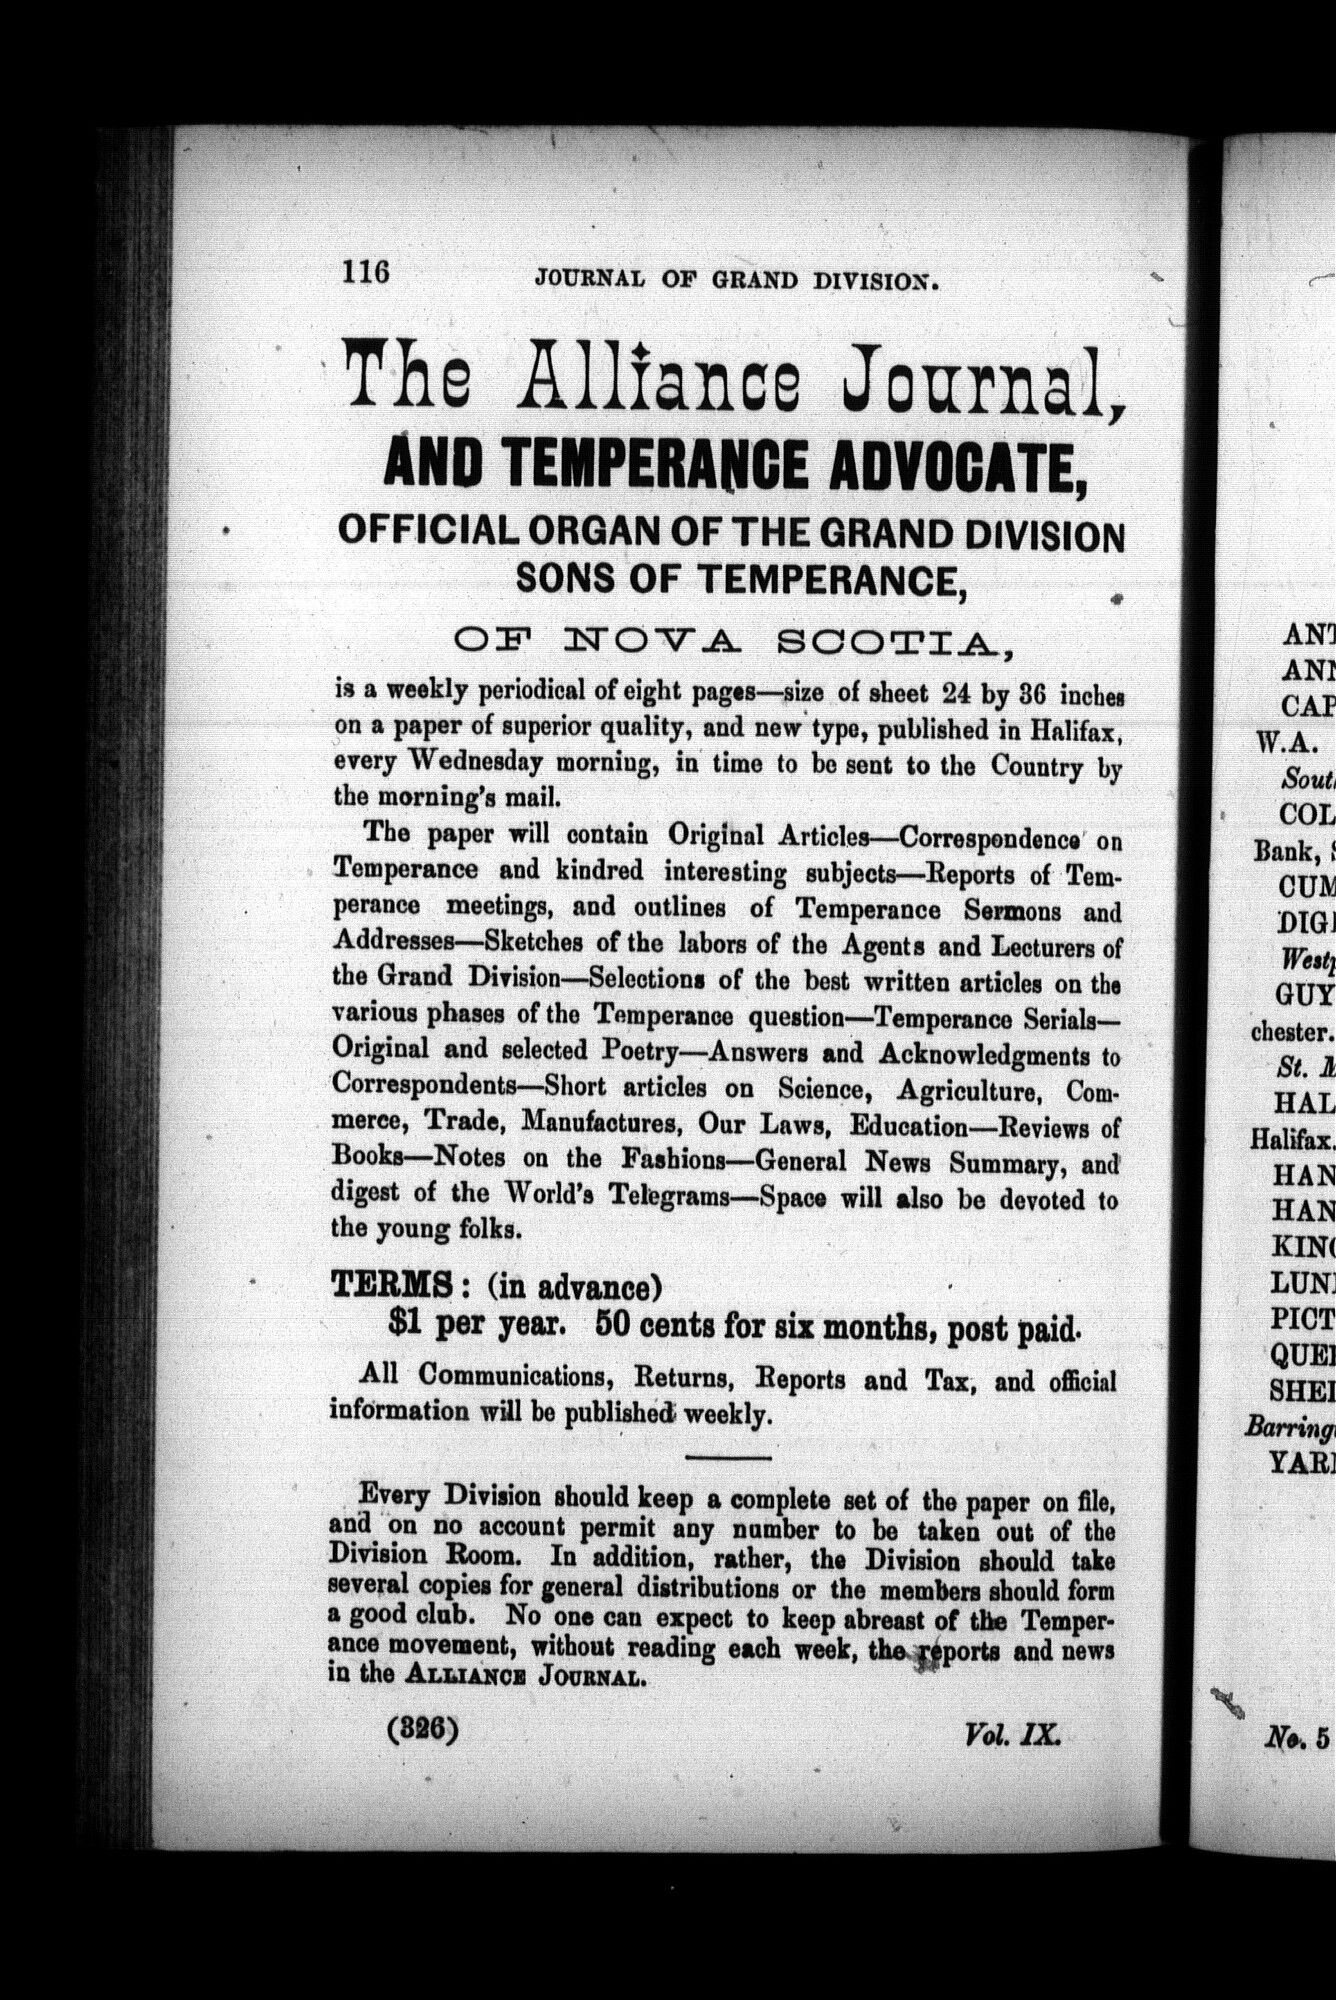 116 JOURNAL OF GRAND DIVISION.
The Alliance Journal,
AND TEMPERANCE ADVOCATE,
OFFICIAL ORGAN OF THE GRAND DIVISION
SONS OF TEMPERANCE,
OF NOVA SCOTIA,
is a weekly periodical of eight pages—size of sheet 24 by 36 inches
on a paper of superior quality, and new type, published in Halifax,
every Wednesday morning, in time to be sent to the Country by
the morning's mail.
The paper will contain Original Articles—Correspondence on
Temperance and kindred interesting subjects—Reports of Tem-
perance meetings, and outlines of Temperance Sermons and
Addresses—Sketches of the labors of the Agents and Lecturers of
the Grand Division—Selections of the best written articles on the
various phases of the Temperance question—Temperance Serials—
Original and selected Poetry—Answers and Acknowledgments to
Correspondents—Short articles on Science, Agriculture, Com-
merce, Trade, Manufactures, Our Laws, Education—Reviews of
Books—Notes on the Fashions—General News Summary, and
digest of the World's Telegrams—Space will also be devoted to
the young folks.
TERMS: (in advance)
$1 per year. 50 cents for six months, post paid.
All Communications, Returns, Reports and Tax, and official
information will be published weekly.
Every Division should keep a complete set of the paper on file,
and on no account permit any number to be taken out of the
Division Room. In addition, rather, the Division should take
several copies for general distributions or the members should form
a good club. No one can expect to keep abreast of the Temper-
ance movement, without reading each week, the reports and news
in the ALLIANCE JOURNAL.
(326) Vol. IX.
W.A.
COL
Bank,
CUM
GUY
chester.
St.
HAL
Halifax.
HAN
HAN
PICT
No. 5